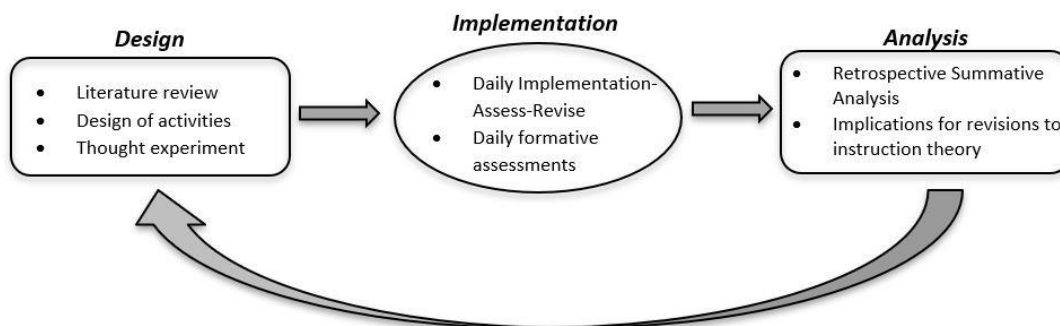 Design
• Literature review
• Design of activities
• Thought experiment
Implementation
• Daily Implementation-
Assess-Revise
• Daily formative
assessments
Analysis
• Retrospective Summative
Analysis
• Implications for revisions to
instruction theory